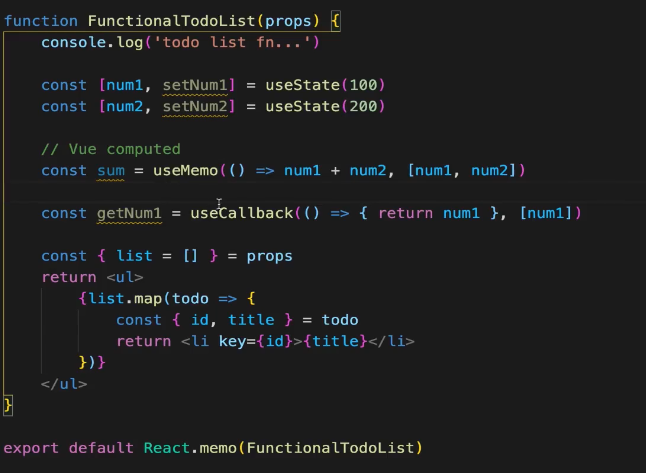 function FunctionalTodoList(props) {
    console.log('todo list fn...')
    const [num1, setNum1] = useState(100)
    const [num2, setNum2] = useState(200)
    // Vue computed
    const sum = useMemo(() => num1 + num2, [num1, num2])
    const getNum1 = useCallback(() => { return num1 }, [num1])
    const { list = [] } = props
    return <ul>
        {list.map(todo => {
            const { id, title } = todo
            return <li key={id}>{title}</li>
        })}
    </ul>
}
export default React.memo(FunctionalTodoList)